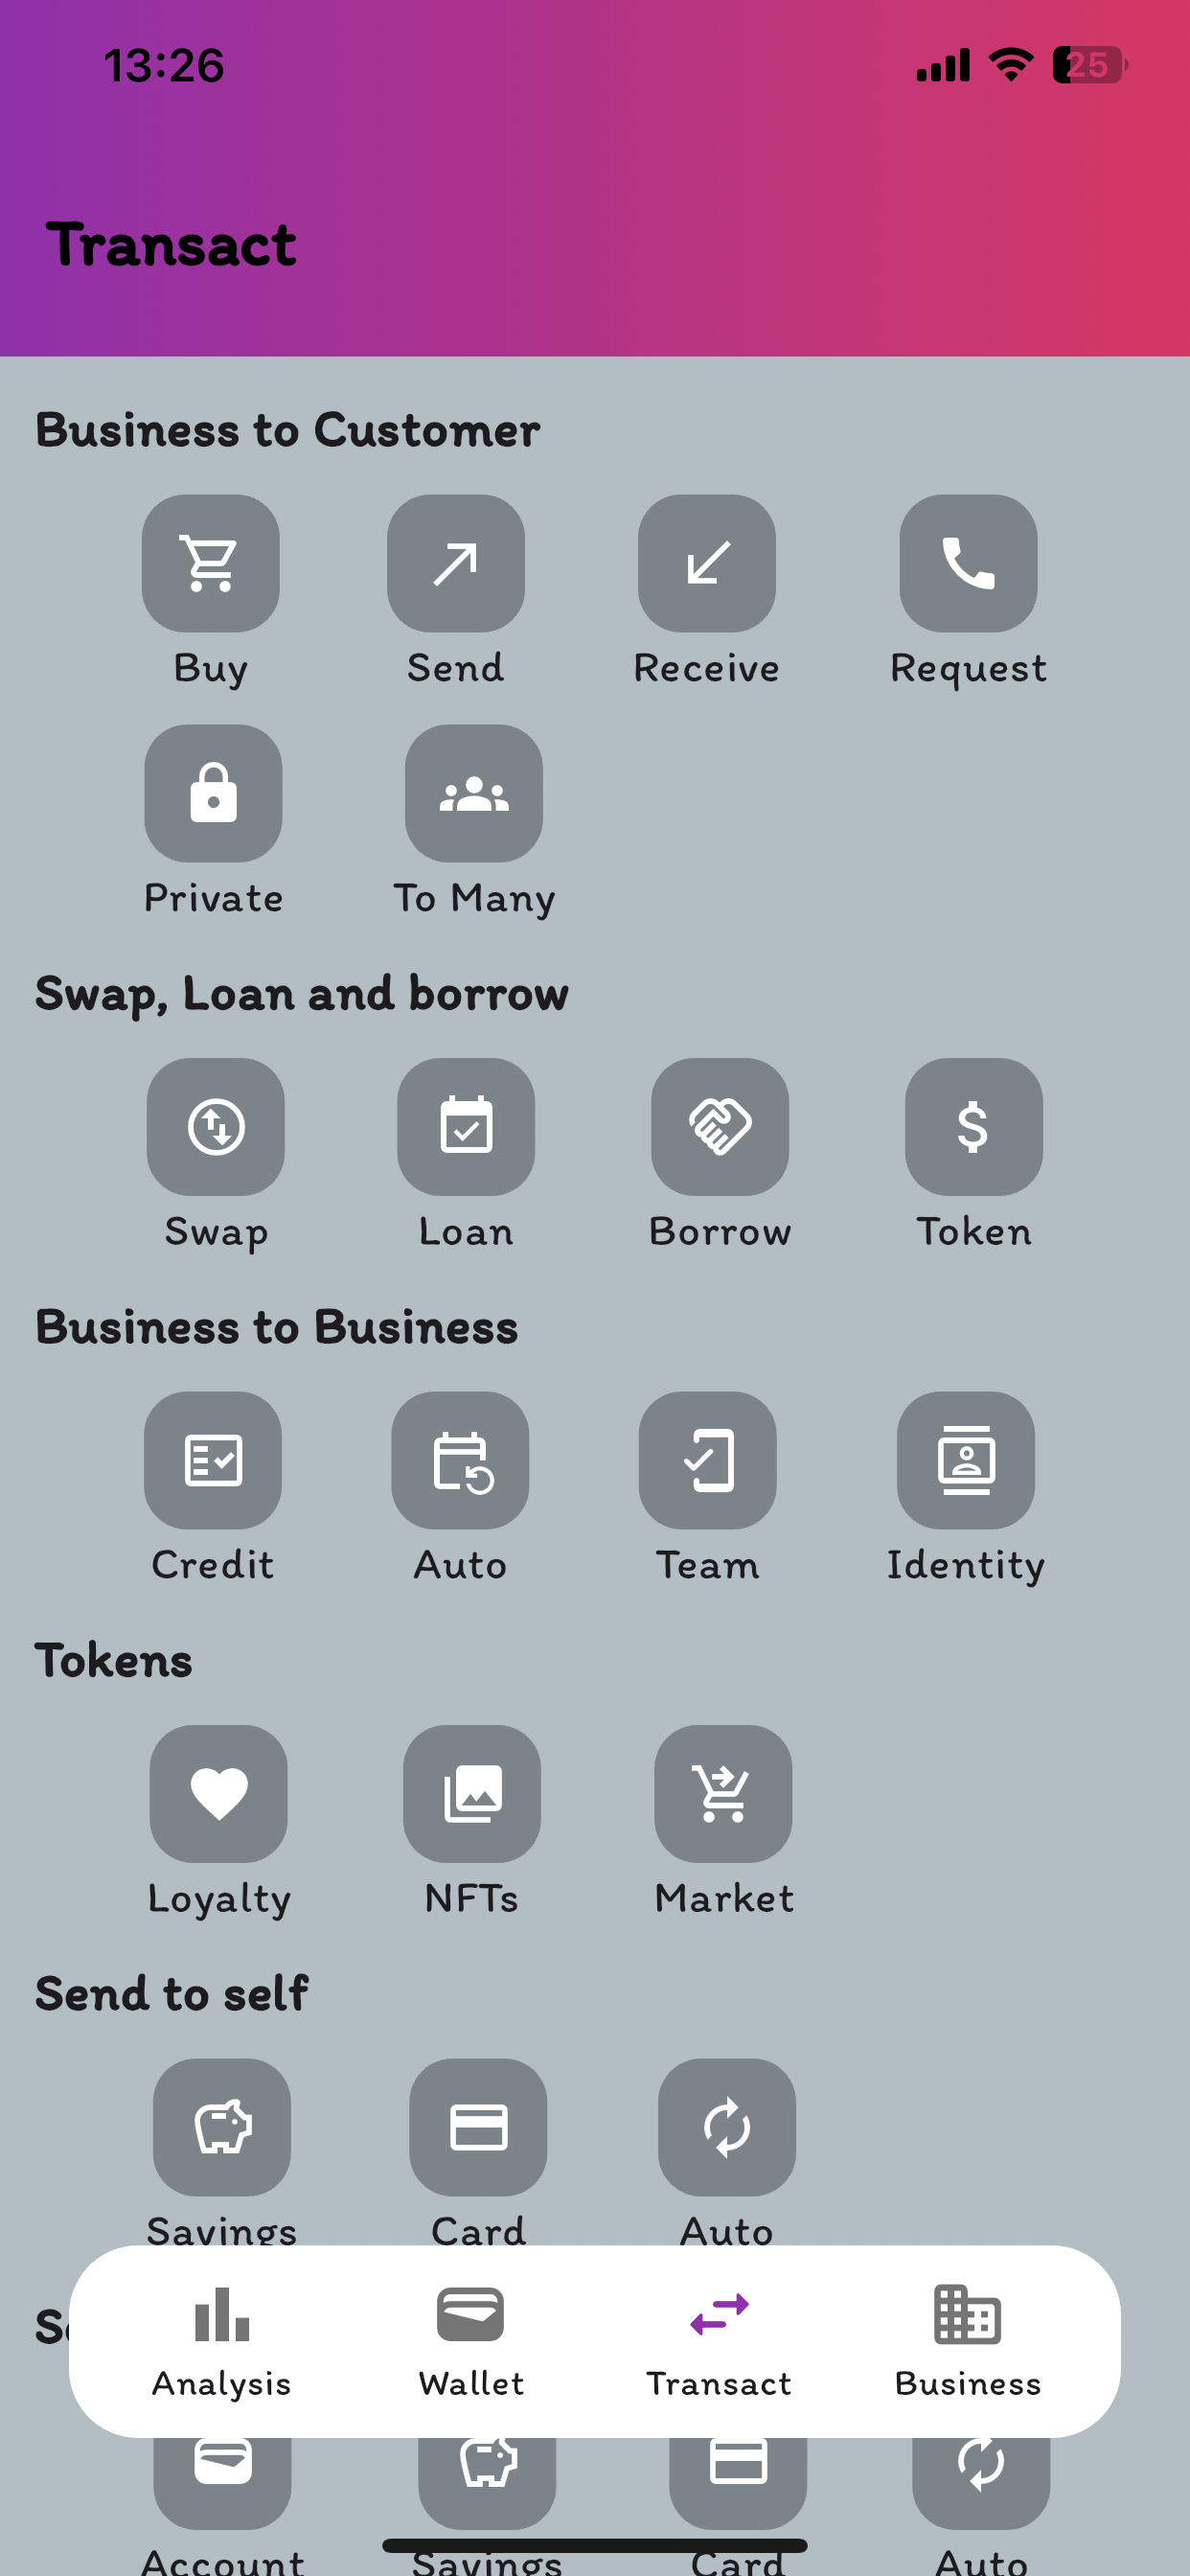 13:26 25
Transact
Business to Customer
Buy Send Receive Request
Private To Many
Swap, Loan and borrow
Swap Loan Borrow Token
Business to Business
Credit Auto Team Identity
Tokens
Loyalty NFTs Market
Send to self
Savings Card Auto
Analysis Wallet Transact Business
Account Savings Card Auto